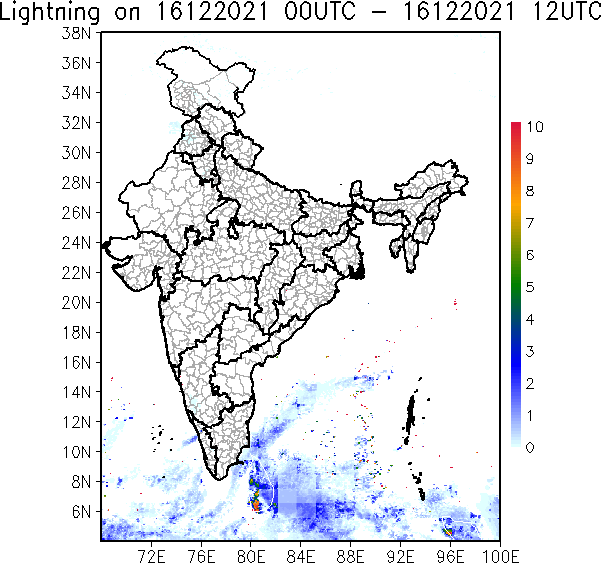 Lightning on 16122021 00UTC – 16122021 12UTC
38N
36N
34N
32N
30N
28N
26N
24N
22N
20N
18N
16N
14N
12N
10N
8N
6N
72E 76E 80E 84E 88E 92E 96E 100E
10
9
8
7
6
5
4
3
2
1
0